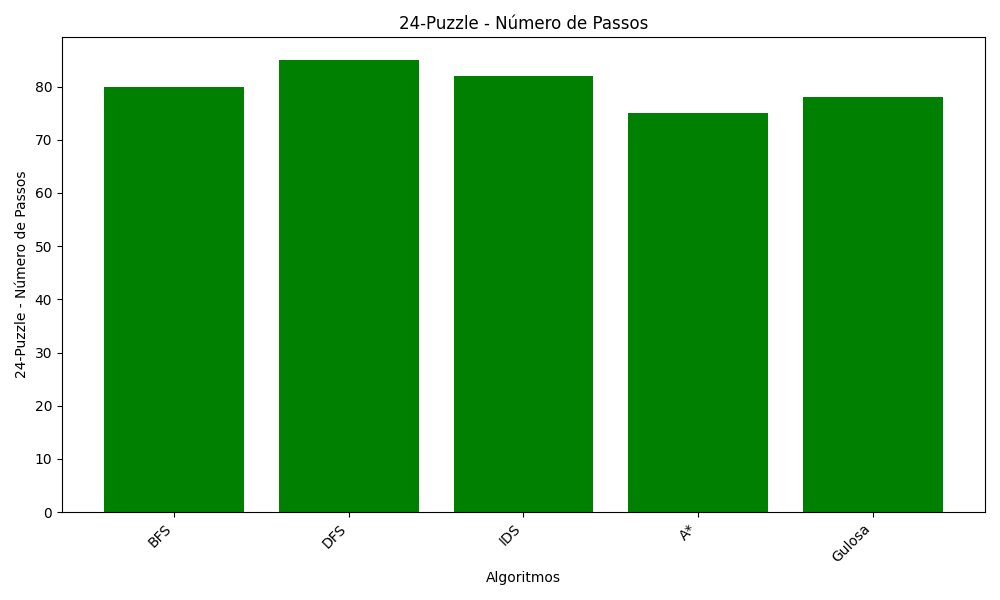 24-Puzzle - Número de Passos
24-Puzzle - Número de Passos
80
70
60
50
40
30
20
10
0
BFS
DFS
IDS
A*
Gulosa
Algoritmos